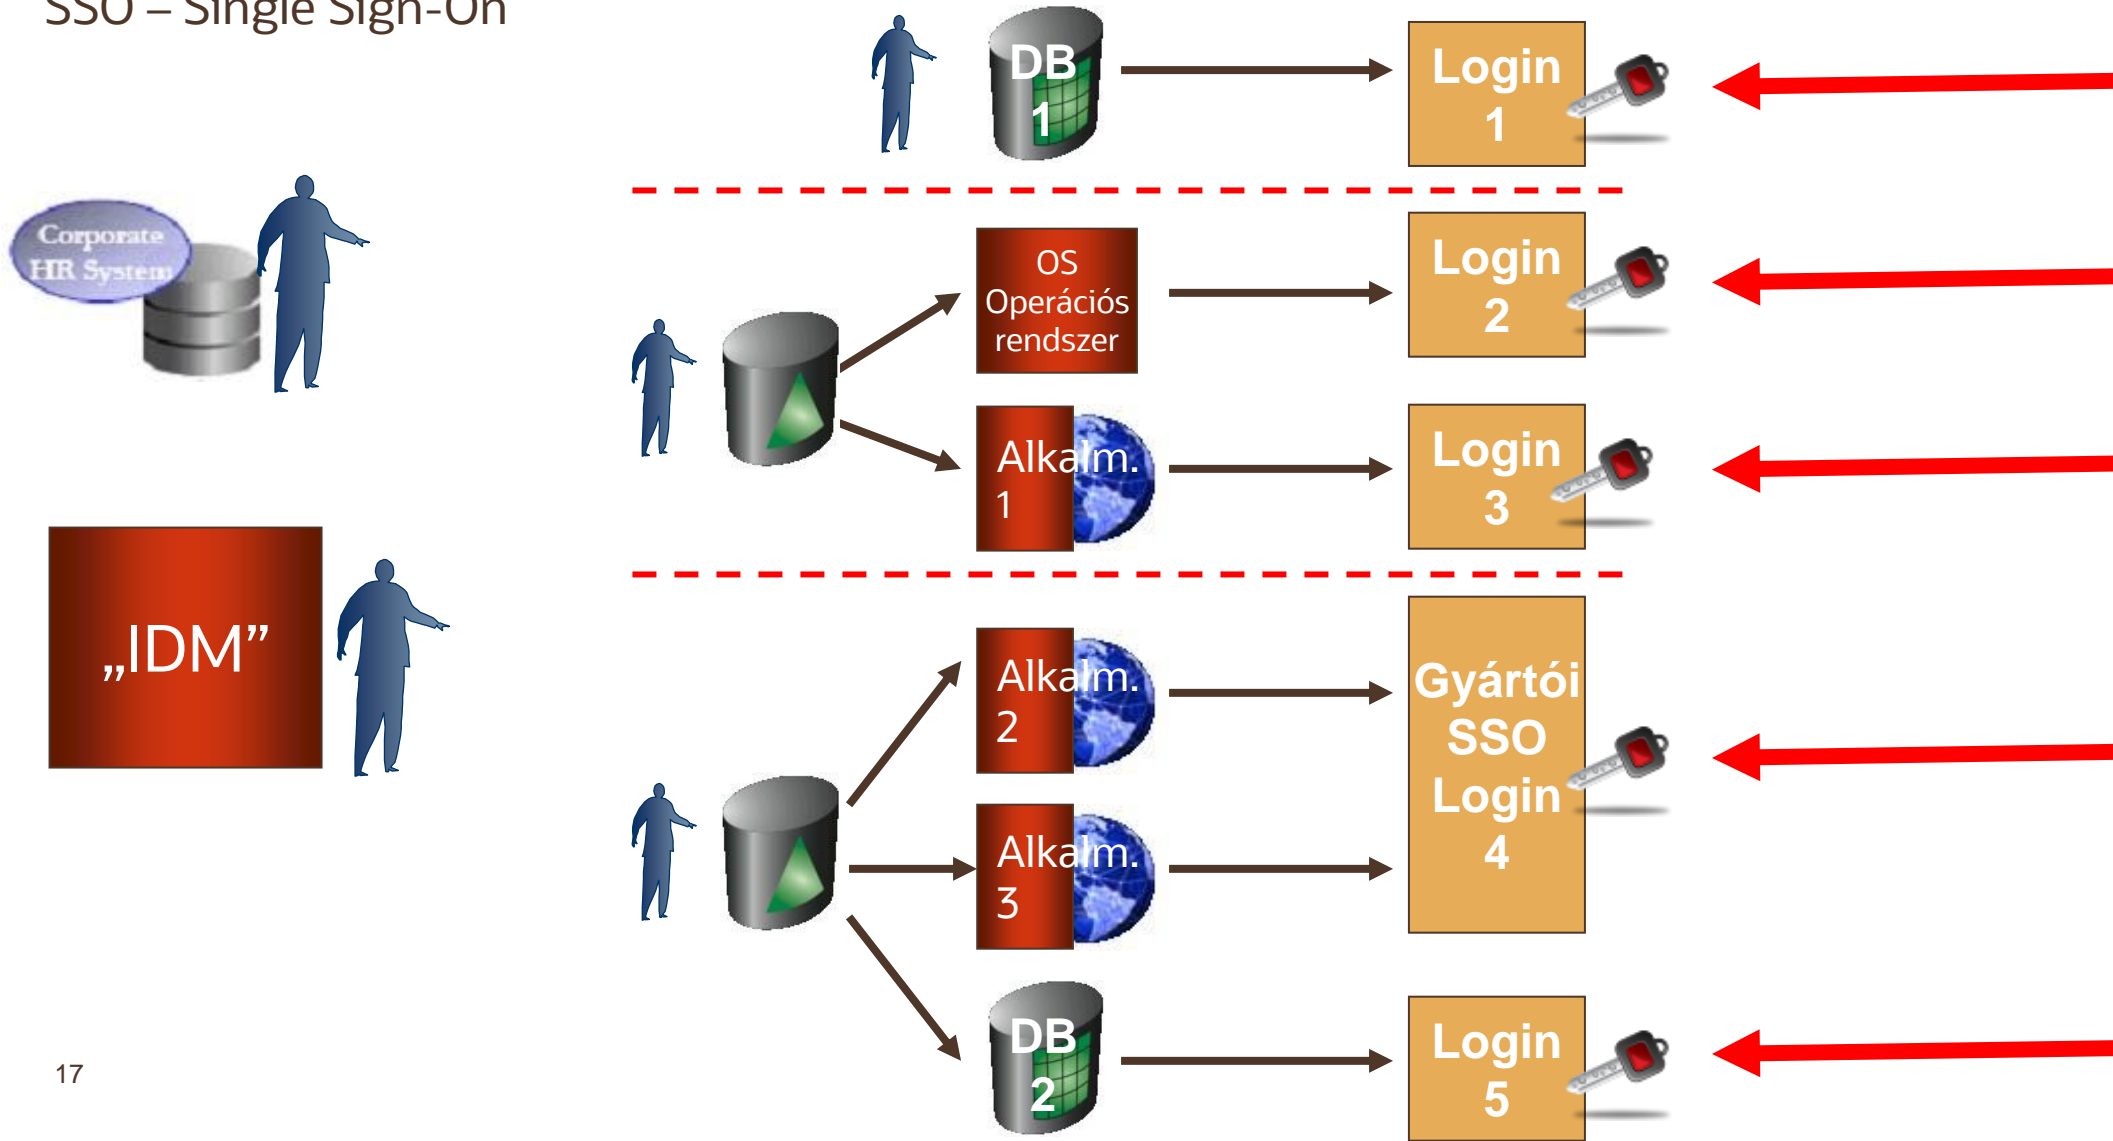 SSO – Single Sign-On
DB
1
Login
1
Corporate
HR System
OS
Operációs
rendszer
Login
2
Alkalm.
1
Login
3
„IDM”
Alkalm.
2
Gyártói
SSO
Login
4
Alkalm.
3
DB
2
Login
5
17